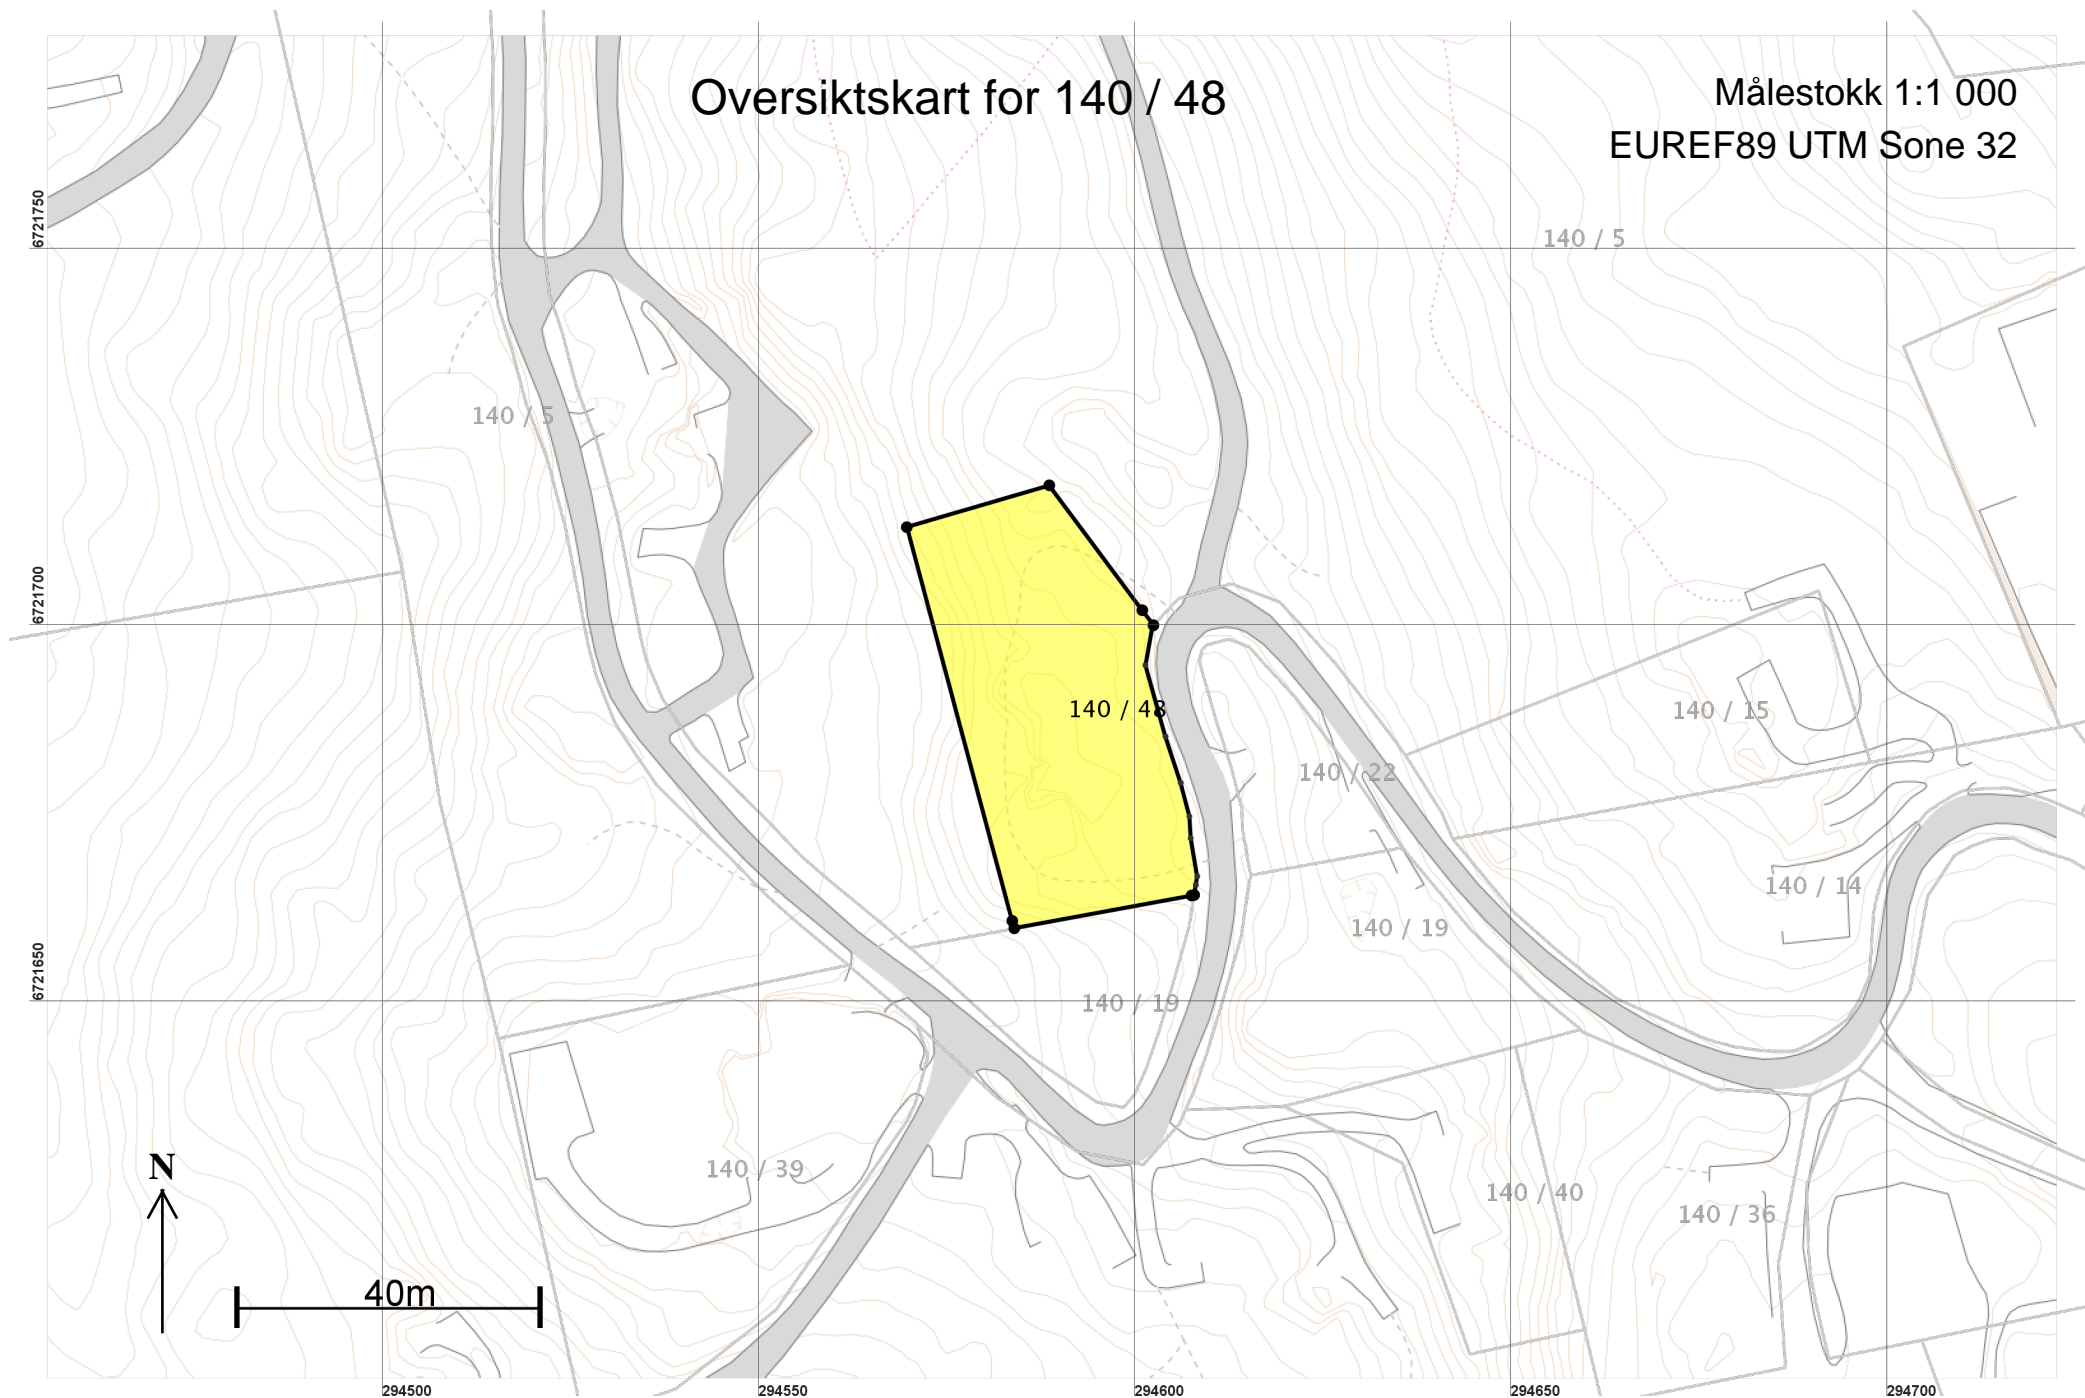 Oversiktskart for 140 / 48
Målestokk 1:1 000
EUREF89 UTM Sone 32
6721750
140 / 5
140 / 5
6721700
140 / 48
140 / 15
140 / 22
140 / 14
140 / 19
6721650
140 / 19
140 / 39
140 / 40
140 / 36
N
40m
294500
294550
294600
294650
294700